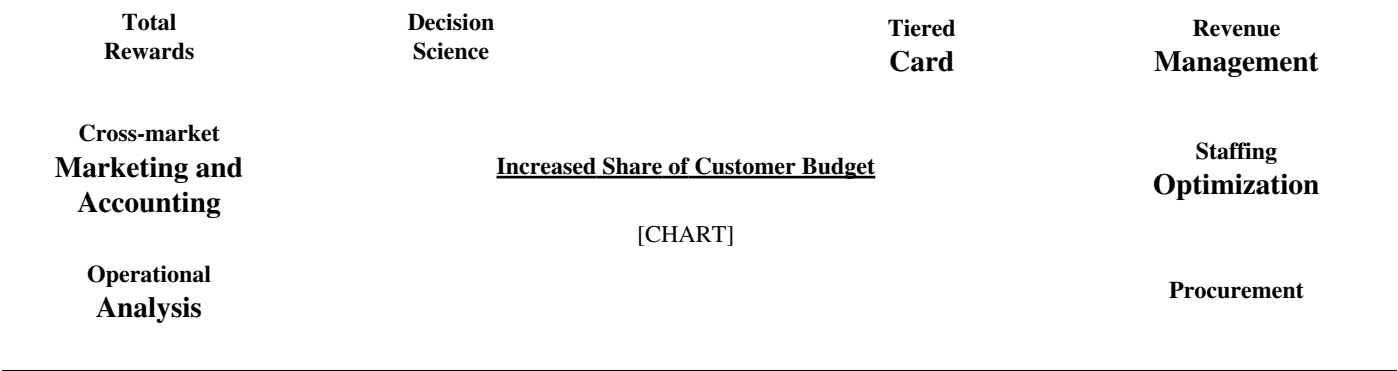 Total
Rewards
Decision
Science
Tiered
Card
Revenue
Management
Cross-market
Marketing and
Accounting
Increased Share of Customer Budget
Staffing
Optimization
[CHART]
Operational
Analysis
Procurement